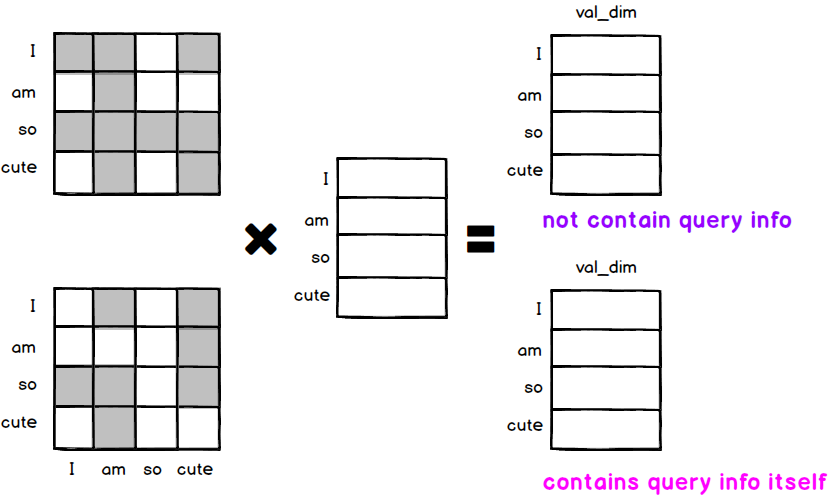 val_dim
I
am
so
cute
I
am
so
cute
I
am
so
cute
not contain query info
val_dim
I
am
so
cute
I am so cute
I
am
so
cute
contains query info itself